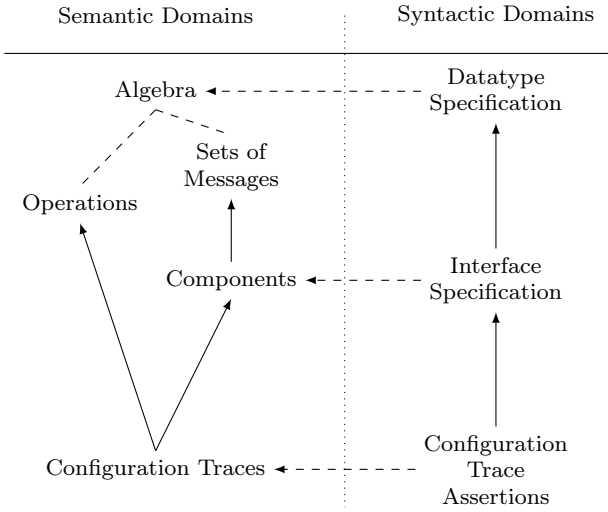 Semantic Domains
Syntactic Domains
Algebra
Datatype
Specification
Sets of
Messages
Operations
Components
Interface
Specification
Configuration Traces
Configuration
Trace
Assertions